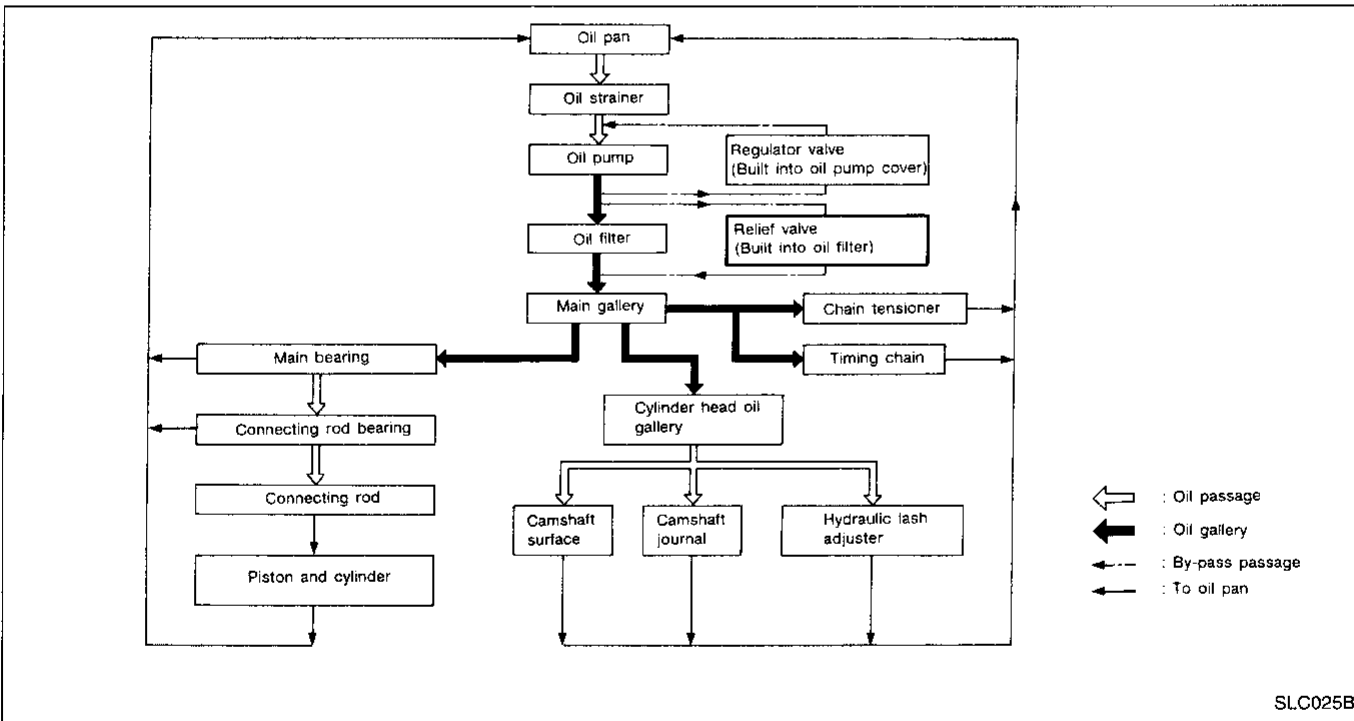 Oil pan
Oil strainer
Oil pump
Regulator valve
(Built into oil pump cover)
Relief valve
(Built into oil filter)
Oil filter
Main gallery
Chain tensioner
Main bearing
Timing chain
Cylinder head oil
gallery
Connecting rod bearing
Connecting rod
Camshaft
surface
Camshaft
journal
Hydraulic lash
adjuster
Piston and cylinder
: Oil passage
: Oil gallery
: By-pass passage
: To oil pan
SLC025B